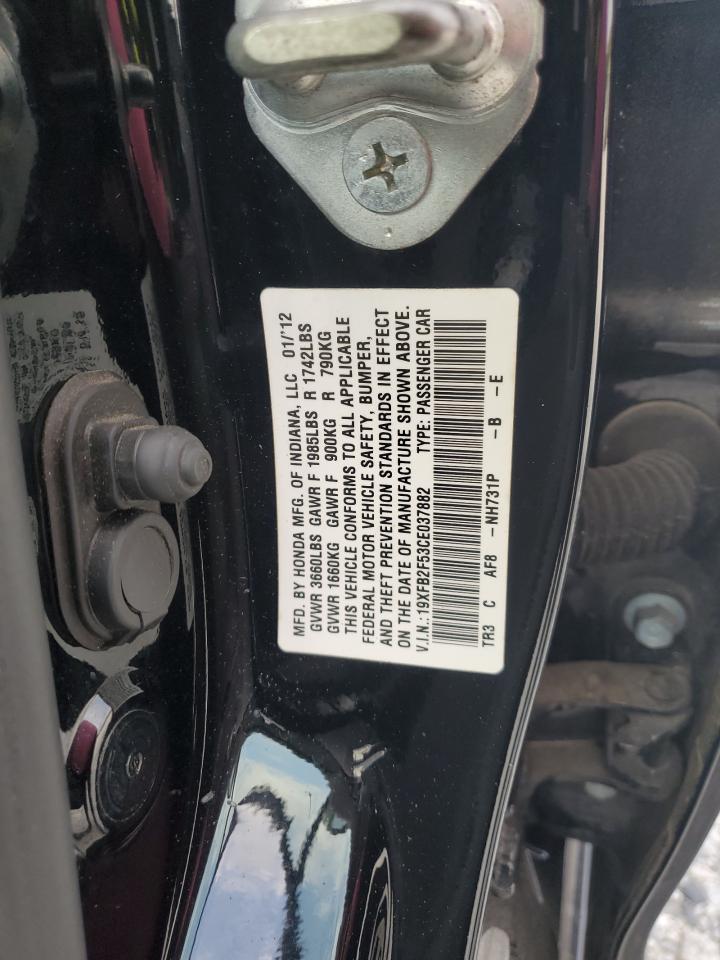 MFD. BY HONDA MFG. OF INDIANA, LLC 01/'12
GVWR 3660LBS GAWR F 1985LBS R 1742LBS
GVWR 1660KG GAWR F 900KG R 790KG
THIS VEHICLE CONFORMS TO ALL APPLICABLE
FEDERAL MOTOR VEHICLE SAFETY, BUMPER,
AND THEFT PREVENTION STANDARDS IN EFFECT
ON THE DATE OF MANUFACTURE SHOWN ABOVE.
V.I.N.:19XFB2F53CE037882 TYPE: PASSENGER CAR
TR3 C AF8 -NH731P -B -E